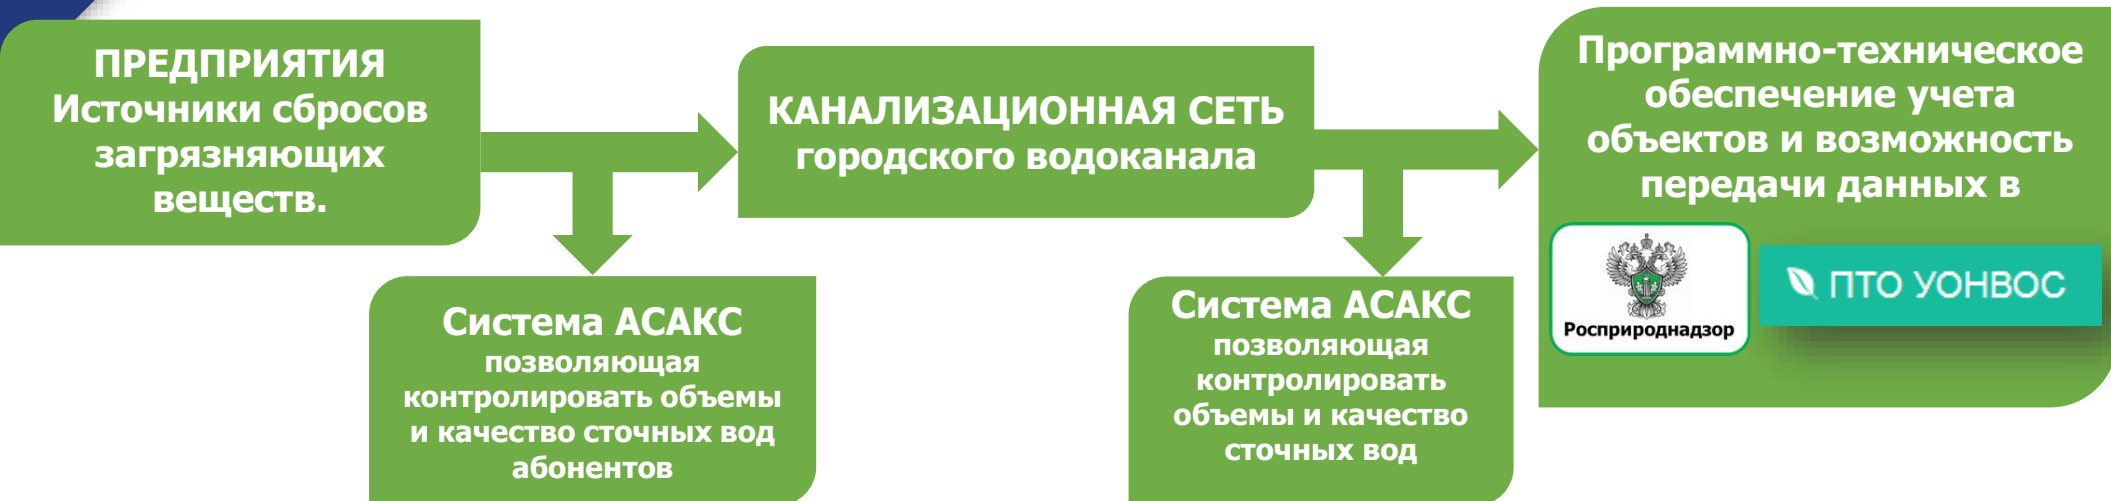 ПРЕДПРИЯТИЯ
Источники сбросов
загрязняющих
веществ.
КАНАЛИЗАЦИОННАЯ СЕТЬ
городского водоканала
Программно-техническое
обеспечение учета
объектов и возможность
передачи данных в
Росприроднадзор
ПТО УОНВОС
Система АСАКС
позволяющая
контролировать объемы
и качество сточных вод
абонентов
Система АСАКС
позволяющая
контролировать
объемы и качество
сточных вод